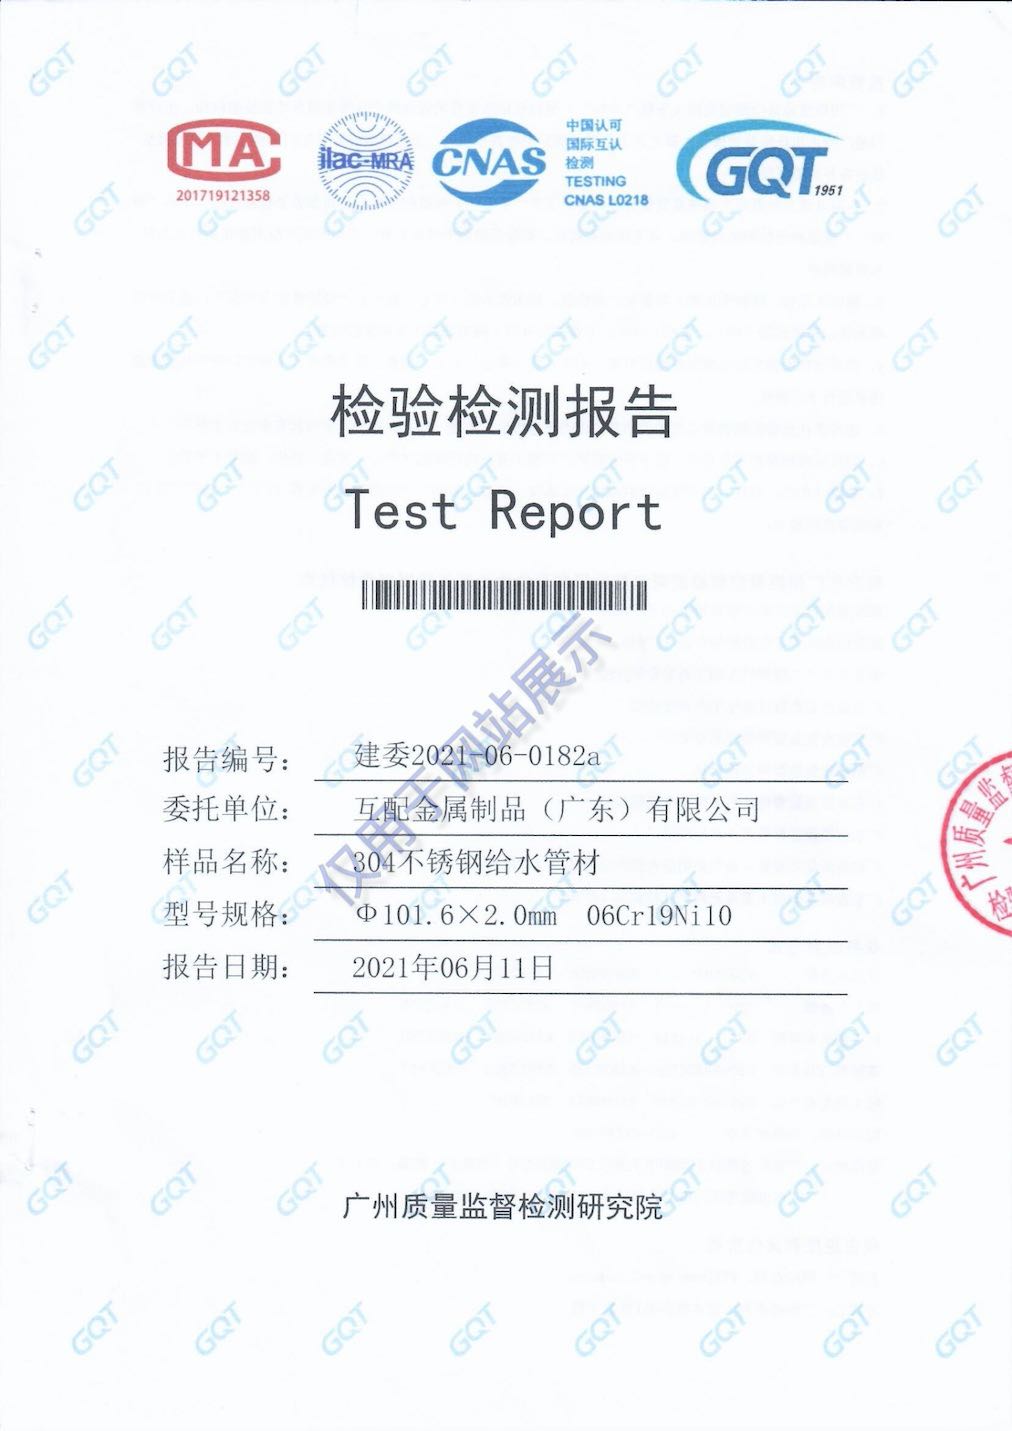 MA
201719121358
ilac-MRA
CNAS
中国认可
国际互认
检测
TESTING
CNAS L0218
GQT
1951
检验检测报告
Test Report
报告编号： 建委2021-06-0182a
委托单位： 互配金属制品（广东）有限公司
样品名称： 304不锈钢给水管材
型号规格： Φ101.6×2.0mm 06Cr19Ni10
报告日期： 2021年06月11日
仅用于网站展示
广州质量监督
检验
广州质量监督检测研究院